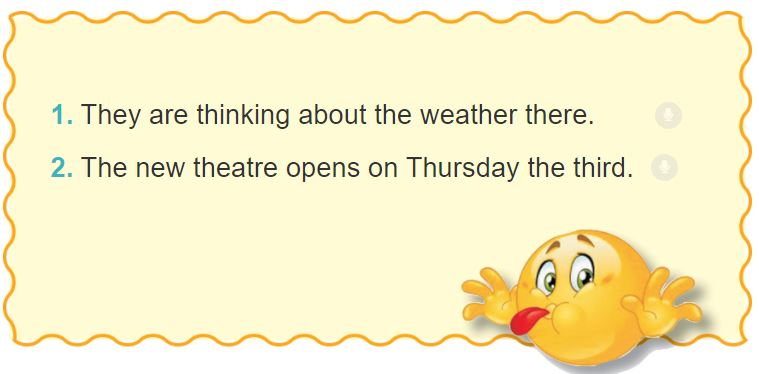 1. They are thinking about the weather there.
2. The new theatre opens on Thursday the third.